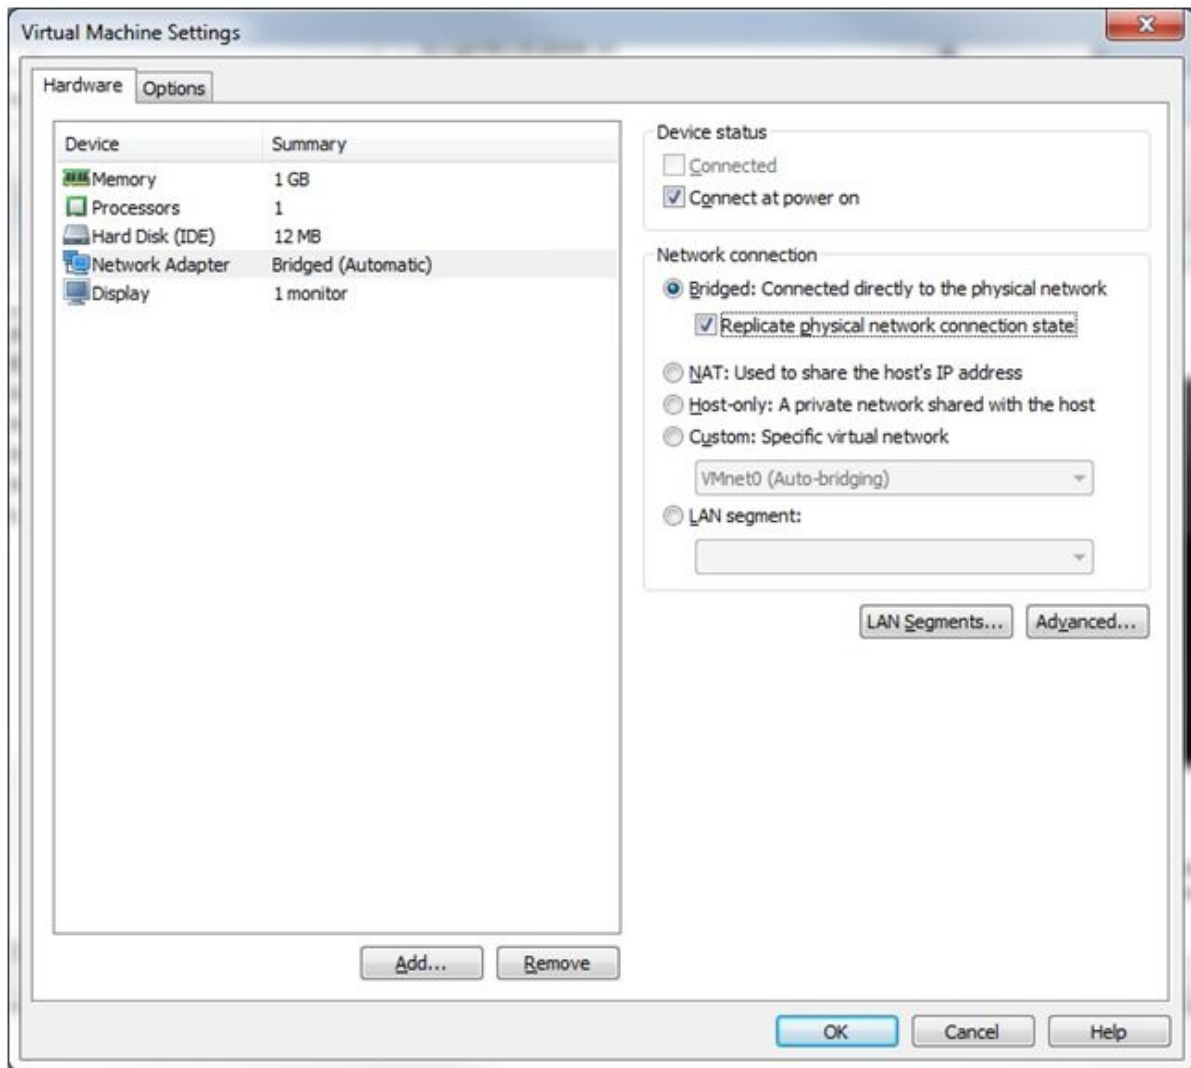 Virtual Machine Settings
Hardware Options
Device Summary
Memory 1 GB
Processors 1
Hard Disk (IDE) 12 MB
Network Adapter Bridged (Automatic)
Display 1 monitor
Add... Remove
Device status
Connected
Connect at power on
Network connection
Bridged: Connected directly to the physical network
Replicate physical network connection state
NAT: Used to share the host's IP address
Host-only: A private network shared with the host
Custom: Specific virtual network
VMnet0 (Auto-bridging)
LAN segment:
LAN Segments... Advanced...
OK Cancel Help